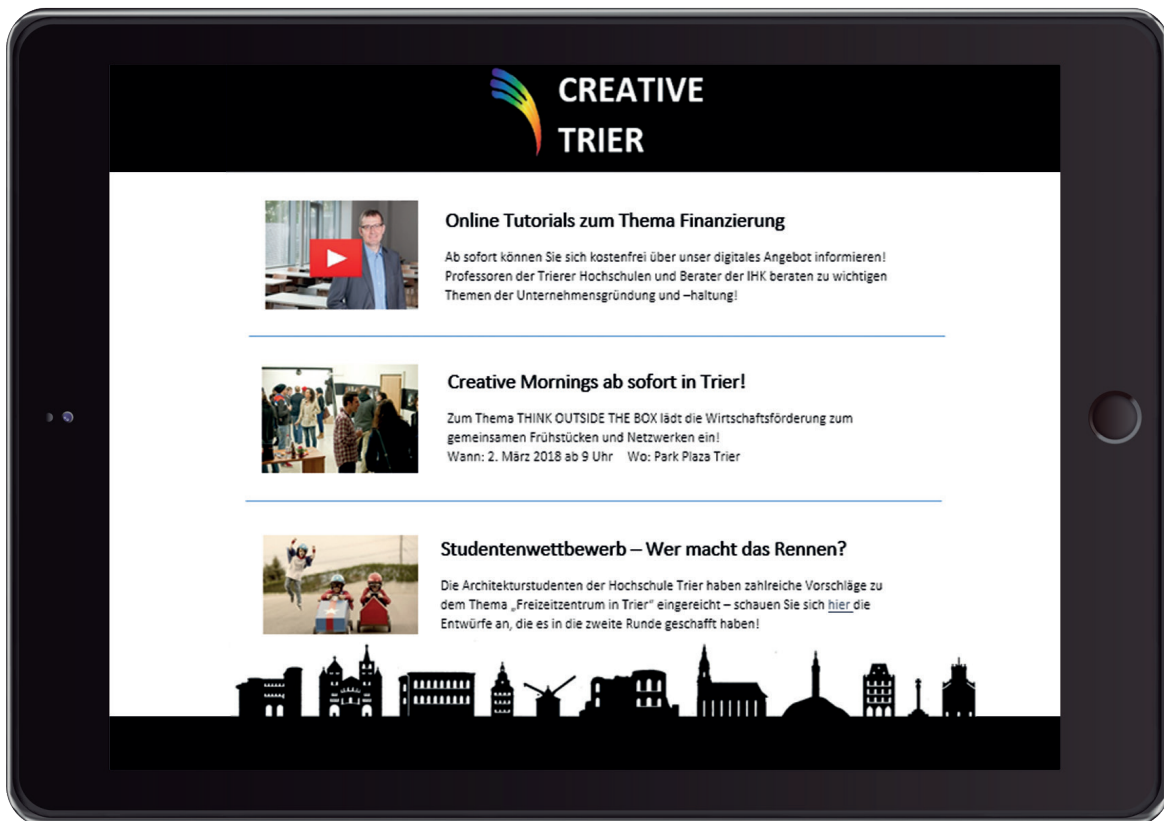 CREATIVE
TRIER
Online Tutorials zum Thema Finanzierung
Ab sofort können Sie sich kostenfrei über unser digitales Angebot informieren!
Professoren der Trierer Hochschulen und Berater der IHK beraten zu wichtigen
Themen der Unternehmensgründung und –haltung!
Creative Mornings ab sofort in Trier!
Zum Thema THINK OUTSIDE THE BOX lädt die Wirtschaftsförderung zum
gemeinsamen Frühstücken und Netzwerken ein!
Wann: 2. März 2018 ab 9 Uhr Wo: Park Plaza Trier
Studentenwettbewerb – Wer macht das Rennen?
Die Architekturstudenten der Hochschule Trier haben zahlreiche Vorschläge zu
dem Thema „Freizeitzentrum in Trier“ eingereicht – schauen Sie sich hier die
Entwürfe an, die es in die zweite Runde geschafft haben!